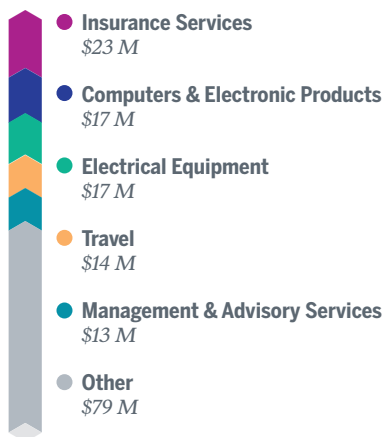 Insurance Services
$23 M
Computers & Electronic Products
$17 M
Electrical Equipment
$17 M
Travel
$14 M
Management & Advisory Services
$13 M
Other
$79 M